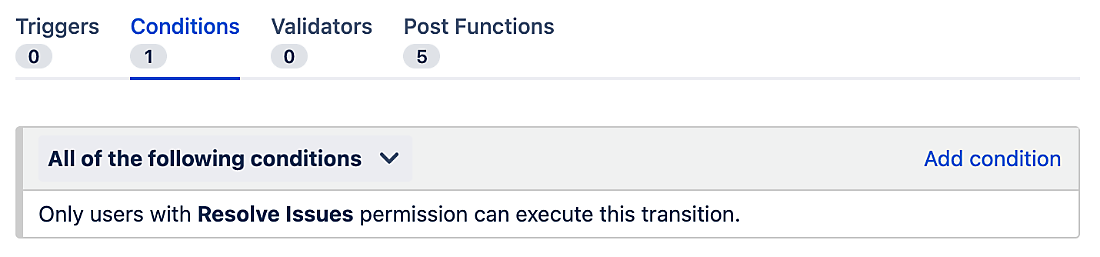 Triggers Conditions Validators Post Functions
0 1 0 5
All of the following conditions Add condition
Only users with Resolve Issues permission can execute this transition.